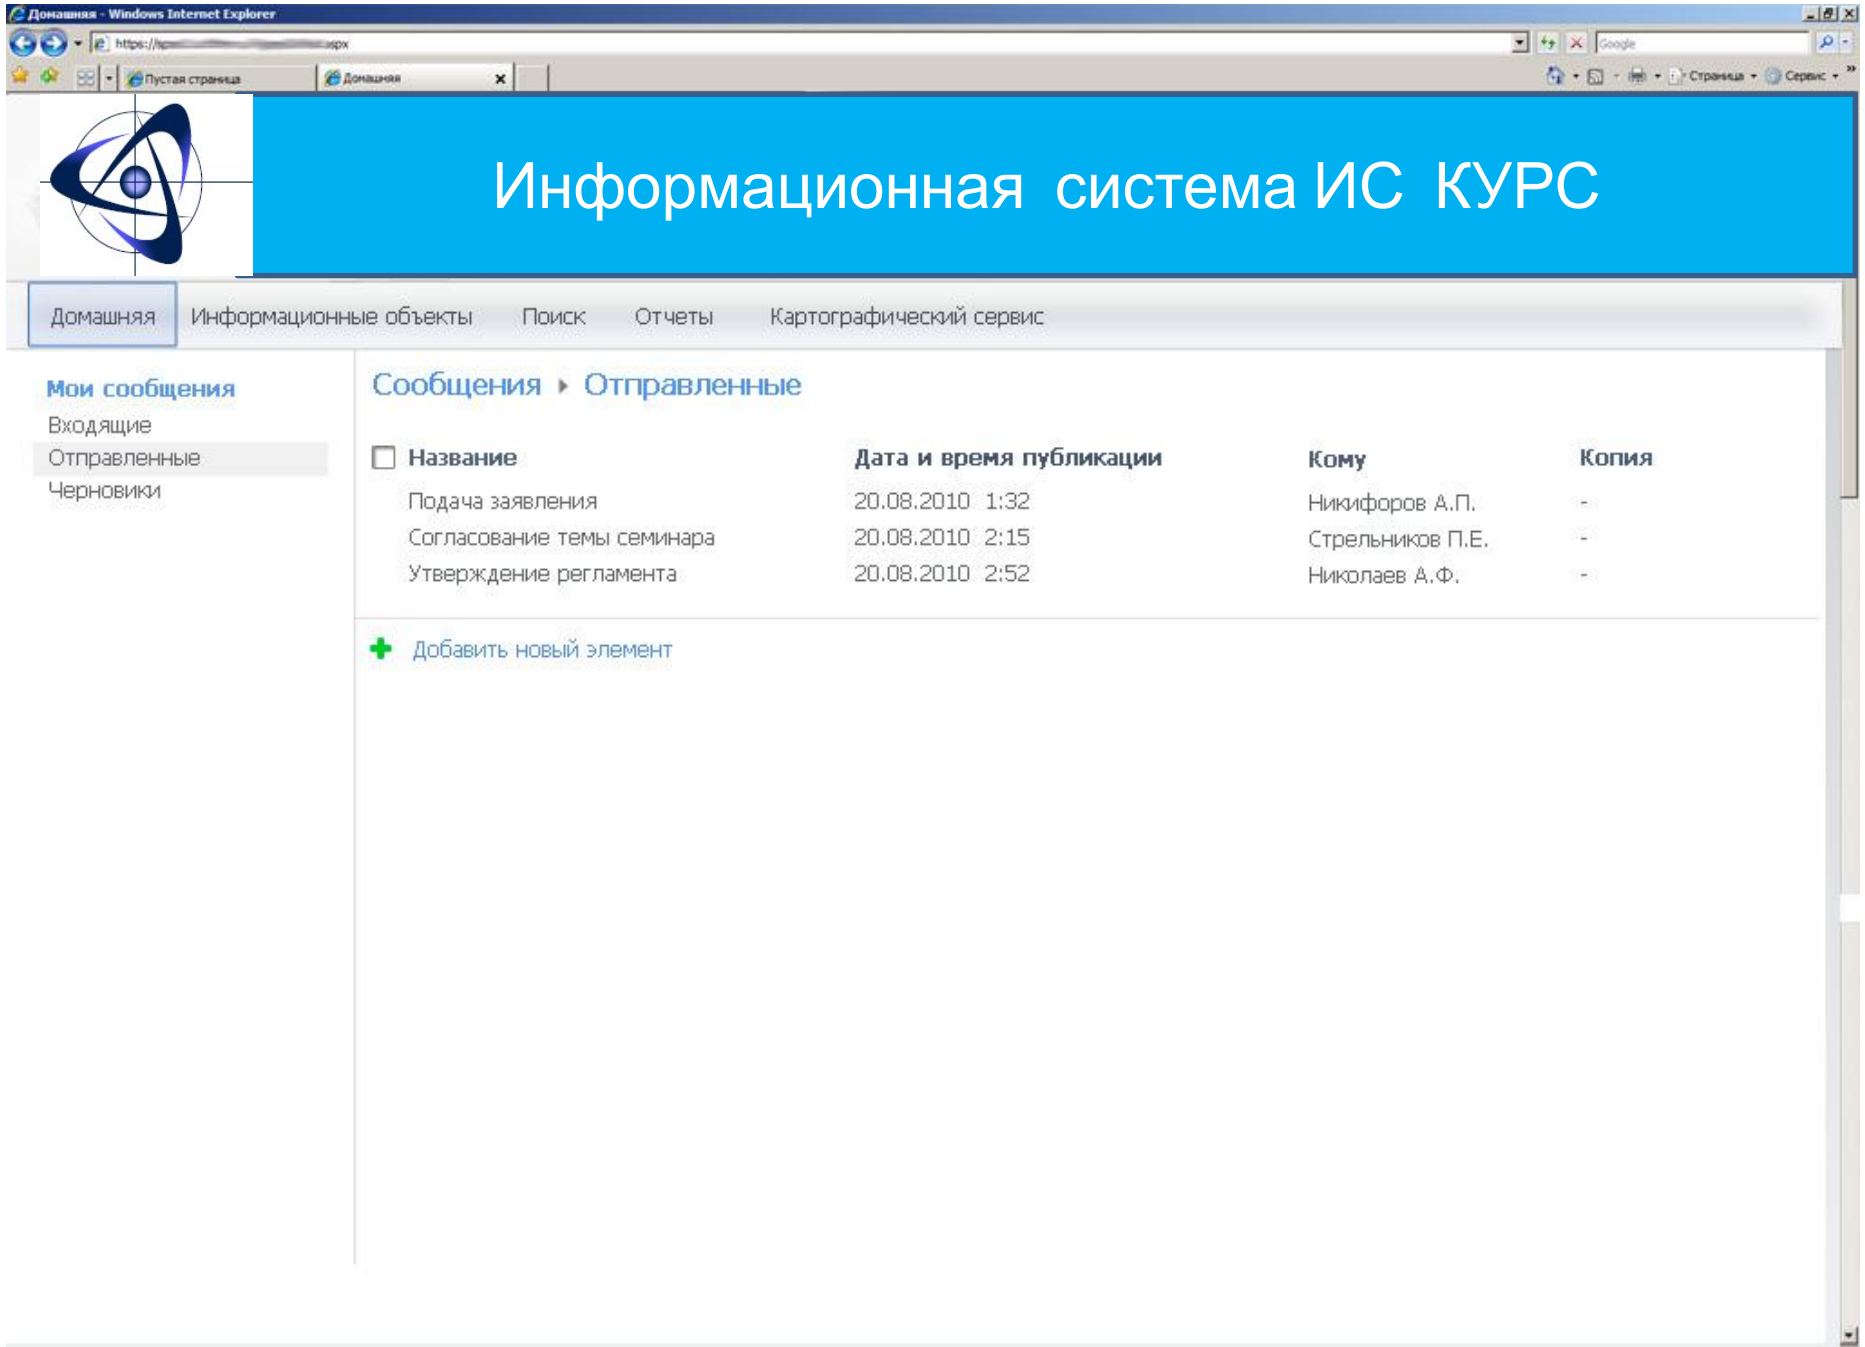 Домашняя - Windows Internet Explorer
https://
Google
Пустая страница
Домашняя
Страница
Сервис
Информационная система ИС КУРС
Домашняя Информационные объекты Поиск Отчеты Картографический сервис
Мои сообщения
Входящие
Отправленные
Черновики
Сообщения Отправленные
Название Дата и время публикации Кому Копия
Подача заявления 20.08.2010 1:32 Никифоров А.П. -
Согласование темы семинара 20.08.2010 2:15 Стрельников П.Е. -
Утверждение регламента 20.08.2010 2:52 Николаев А.Ф. -
Добавить новый элемент